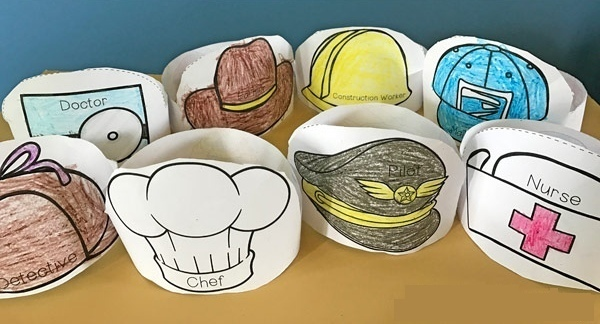 Doctor
Construction Worker
Detective
Chef
Pilot
Nurse